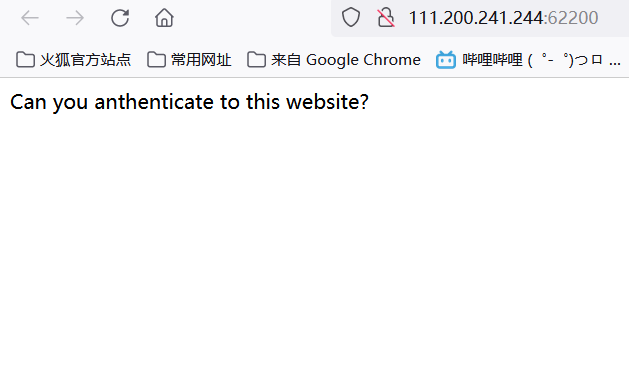 111.200.241.244:62200
火狐官方站点 常用网址 来自 Google Chrome 哔哩哔哩 (゜-゜)つロ ...
Can you anthenticate to this website?